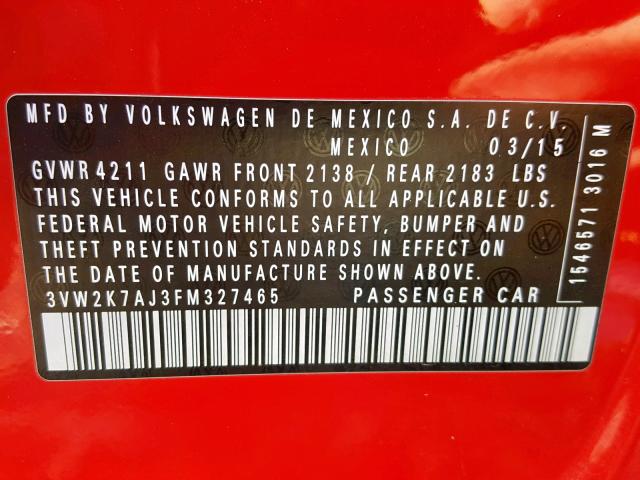 MFD BY VOLKSWAGEN DE MEXICO S.A. DE C.V.
MEXICO 03/15
GVWR 4211 GAWR FRONT 2138 / REAR 2183 LBS
THIS VEHICLE CONFORMS TO ALL APPLICABLE U.S.
FEDERAL MOTOR VEHICLE SAFETY, BUMPER AND
THEFT PREVENTION STANDARDS IN EFFECT ON
THE DATE OF MANUFACTURE SHOWN ABOVE.
3VW2K7AJ3FM327465 PASSENGER CAR
1546571 3016 M